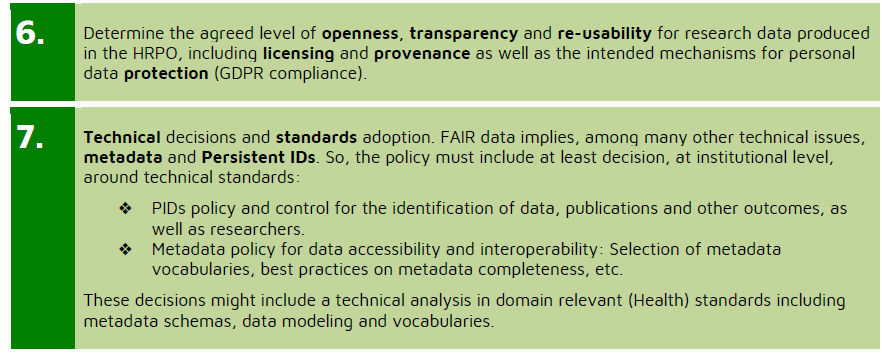 6.
Determine the agreed level of openness, transparency and re-usability for research data produced
in the HRPO, including licensing and provenance as well as the intended mechanisms for personal
data protection (GDPR compliance).
7.
Technical decisions and standards adoption. FAIR data implies, among many other technical issues,
metadata and Persistent IDs. So, the policy must include at least decision, at institutional level,
around technical standards:
❖ PIDs policy and control for the identification of data, publications and other outcomes, as
well as researchers.
❖ Metadata policy for data accessibility and interoperability: Selection of metadata
vocabularies, best practices on metadata completeness, etc.
These decisions might include a technical analysis in domain relevant (Health) standards including
metadata schemas, data modeling and vocabularies.